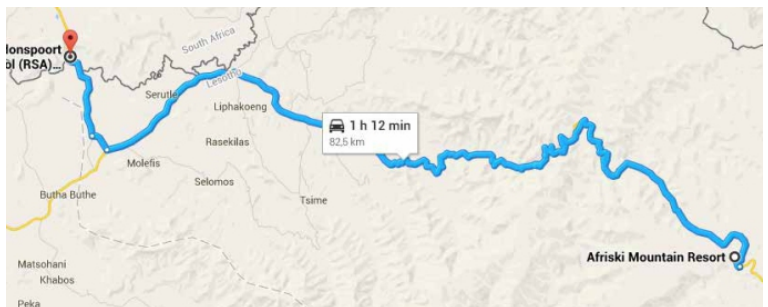 lonspoort
ol (RSA)...
South Africa
Lesotho
Serutle
Liphakoeng
1 h 12 min
82,5 km
Rasekilas
Molefis
Selomos
Butha Buthe
Tsime
Afriski Mountain Resort
Matsohani
Khabos
Peka